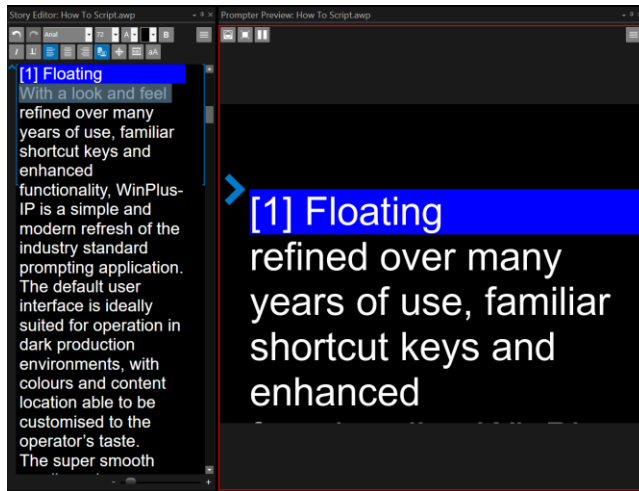 Story Editor: How To Script.awp
Arial
72
A
B
I
U
aA
[1] Floating
With a look and feel
refined over many
years of use, familiar
shortcut keys and
enhanced
functionality, WinPlus-
IP is a simple and
modern refresh of the
industry standard
prompting application.
The default user
interface is ideally
suited for operation in
dark production
environments, with
colours and content
location able to be
customised to the
operator's taste.
The super smooth
Prompter Preview: How To Script.awp
[1] Floating
refined over many
years of use, familiar
shortcut keys and
enhanced